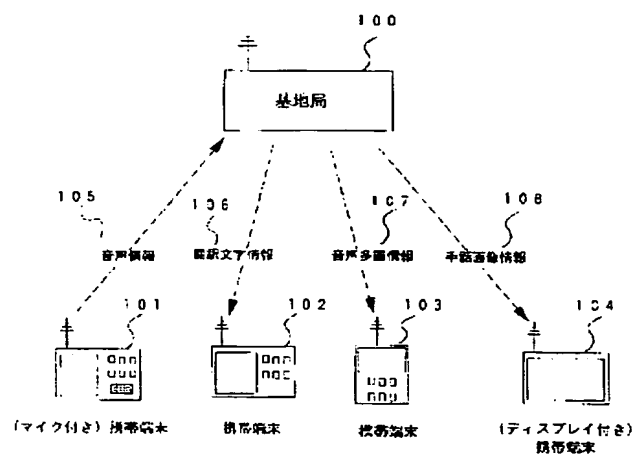 100
基地局
105
106
107
108
音声情報
翻訳文字情報
音声多重情報
手話画像情報
101
102
103
104
(マイク付き)携帯端末
携帯端末
携帯端末
(ディスプレイ付き)
携帯端末